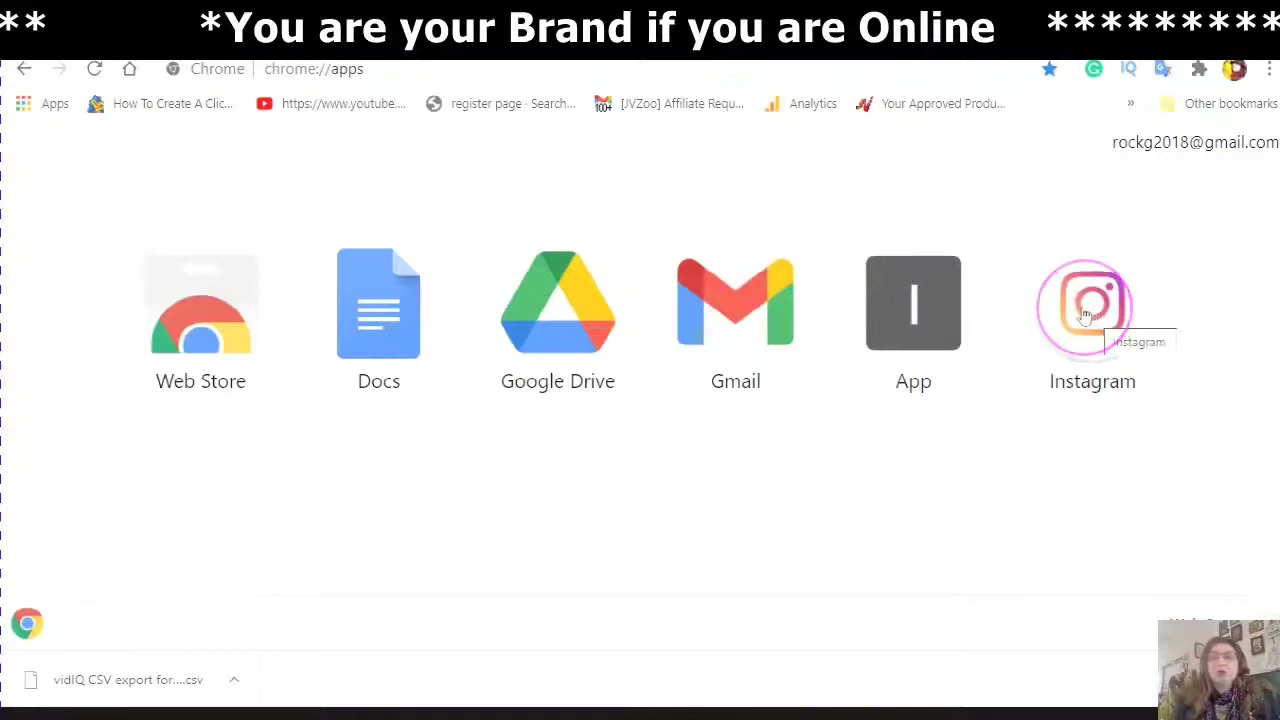 ** *You are your Brand if you are Online *********
Chrome | chrome://apps
Apps How To Create A Clic... https://www.youtube.... register page - Search... 100+ [JVZoo] Affiliate Requ... Analytics Your Approved Produ... » Other bookmarks
rockg2018@gmail.com
Web Store Docs Google Drive Gmail App Instagram
Instagram
vidIQ CSV export for....csv